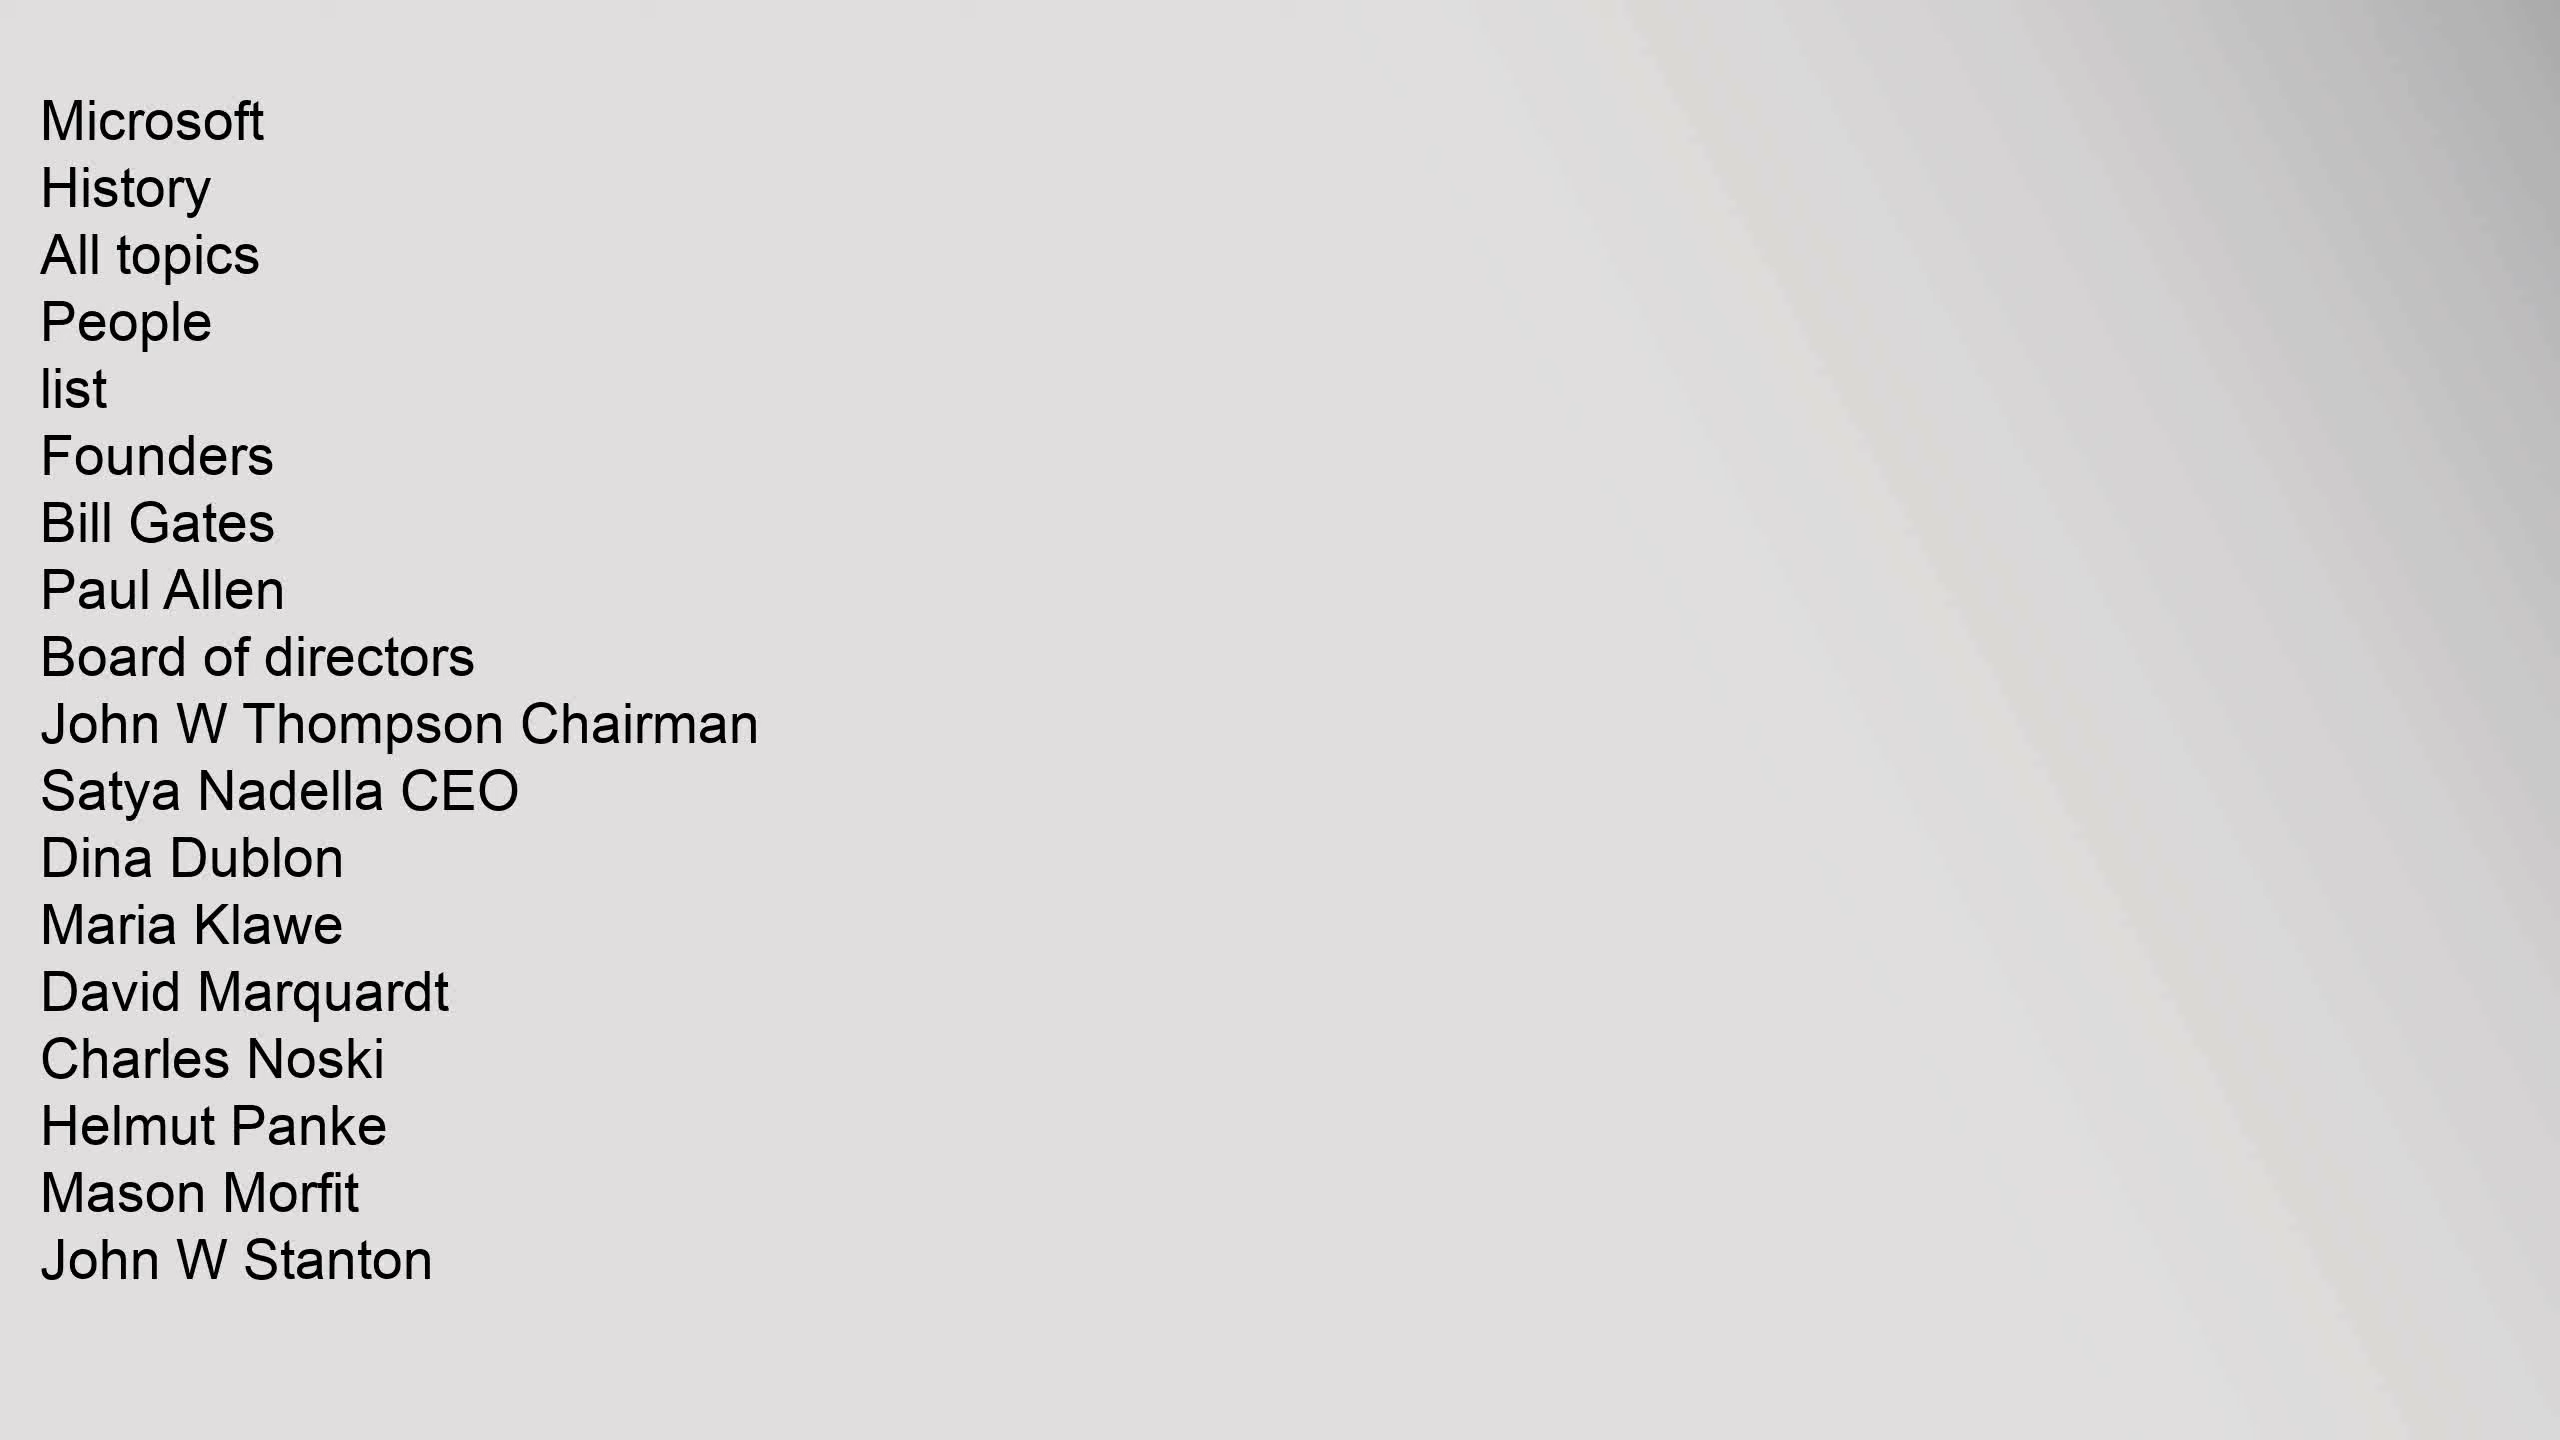 Microsoft
History
All topics
People
list
Founders
Bill Gates
Paul Allen
Board of directors
John W Thompson Chairman
Satya Nadella CEO
Dina Dublon
Maria Klawe
David Marquardt
Charles Noski
Helmut Panke
Mason Morfit
John W Stanton